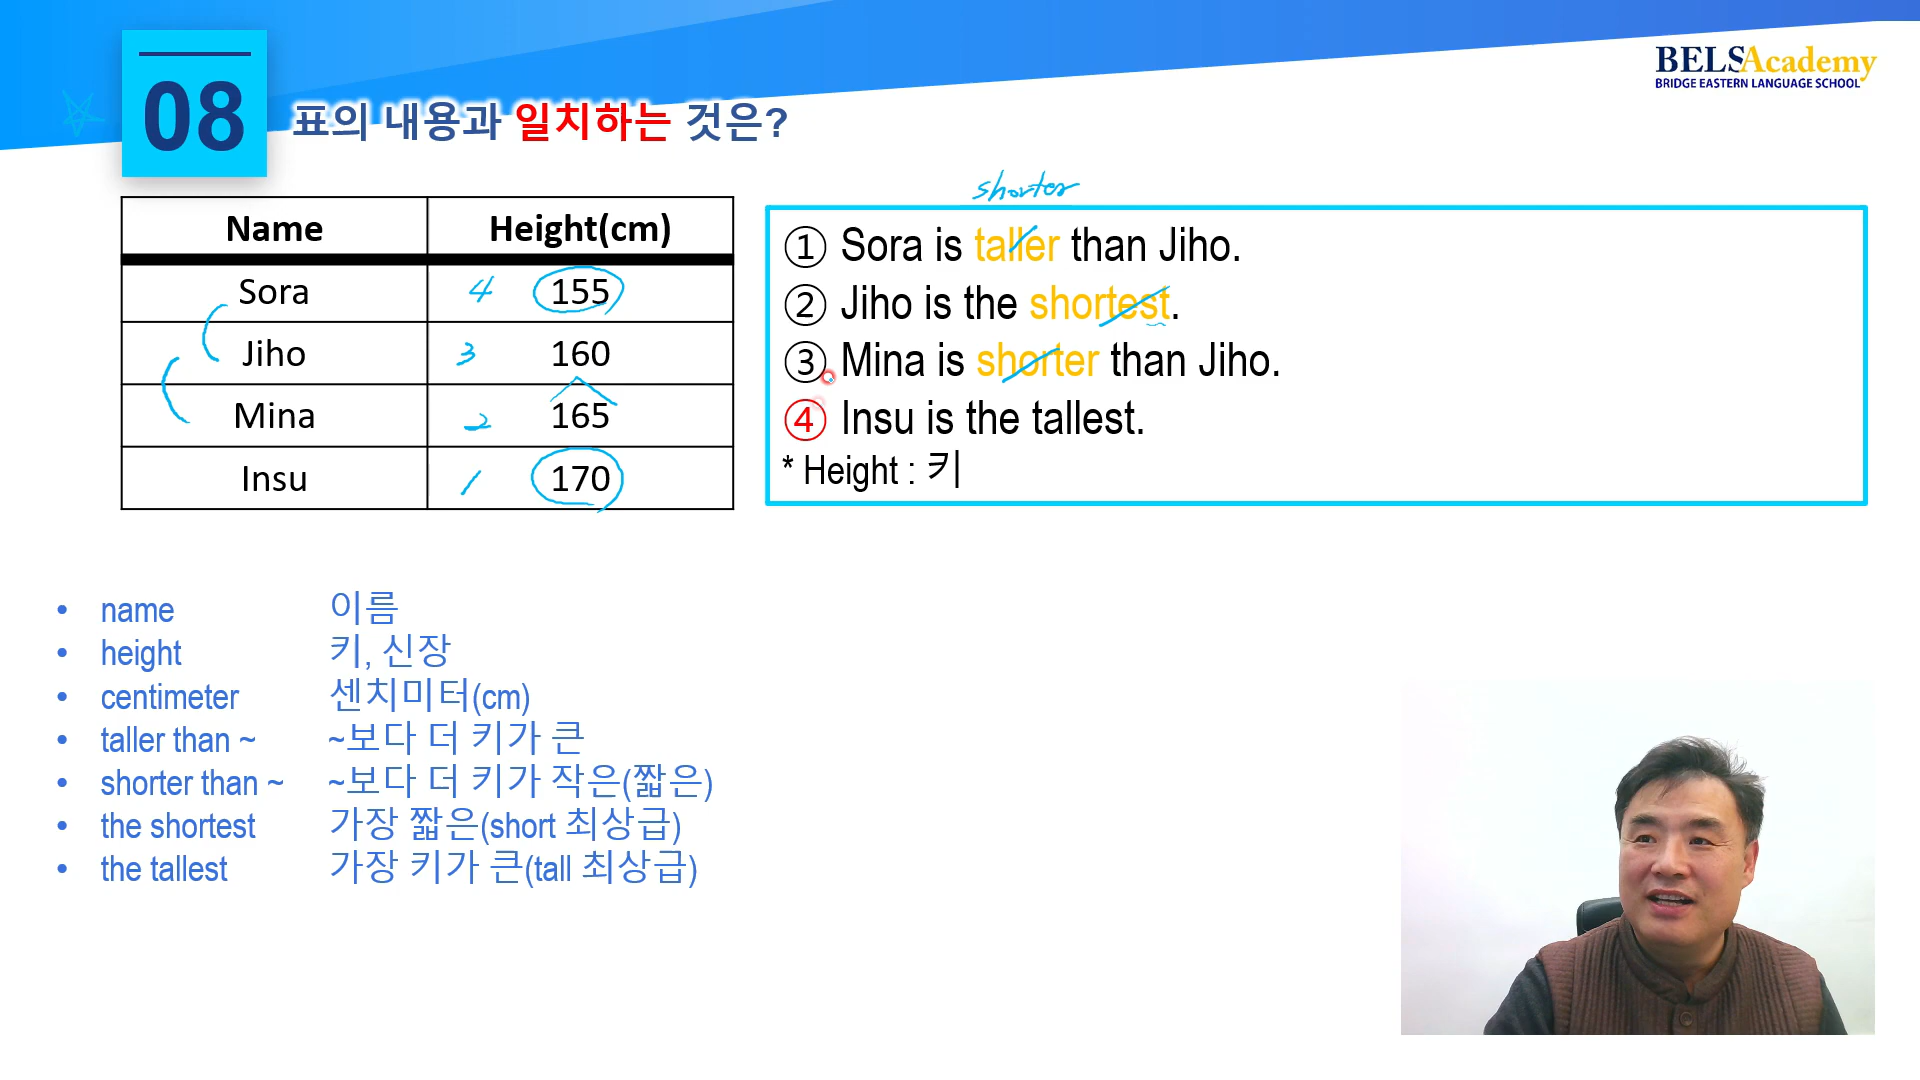 BELSAcademy
BRIDGE EASTERN LANGUAGE SCHOOL
08
표의 내용과 일치하는 것은?
Name Height(cm)
Sora 4 155
Jiho 3 160
Mina 2 165
Insu 1 170
shorter
① Sora is taller than Jiho.
② Jiho is the shortest.
③ Mina is shorter than Jiho.
④ Insu is the tallest.
* Height : 키
• name 이름
• height 키, 신장
• centimeter 센치미터(cm)
• taller than ~ ~보다 더 키가 큰
• shorter than ~ ~보다 더 키가 작은(짧은)
• the shortest 가장 짧은(short 최상급)
• the tallest 가장 키가 큰(tall 최상급)